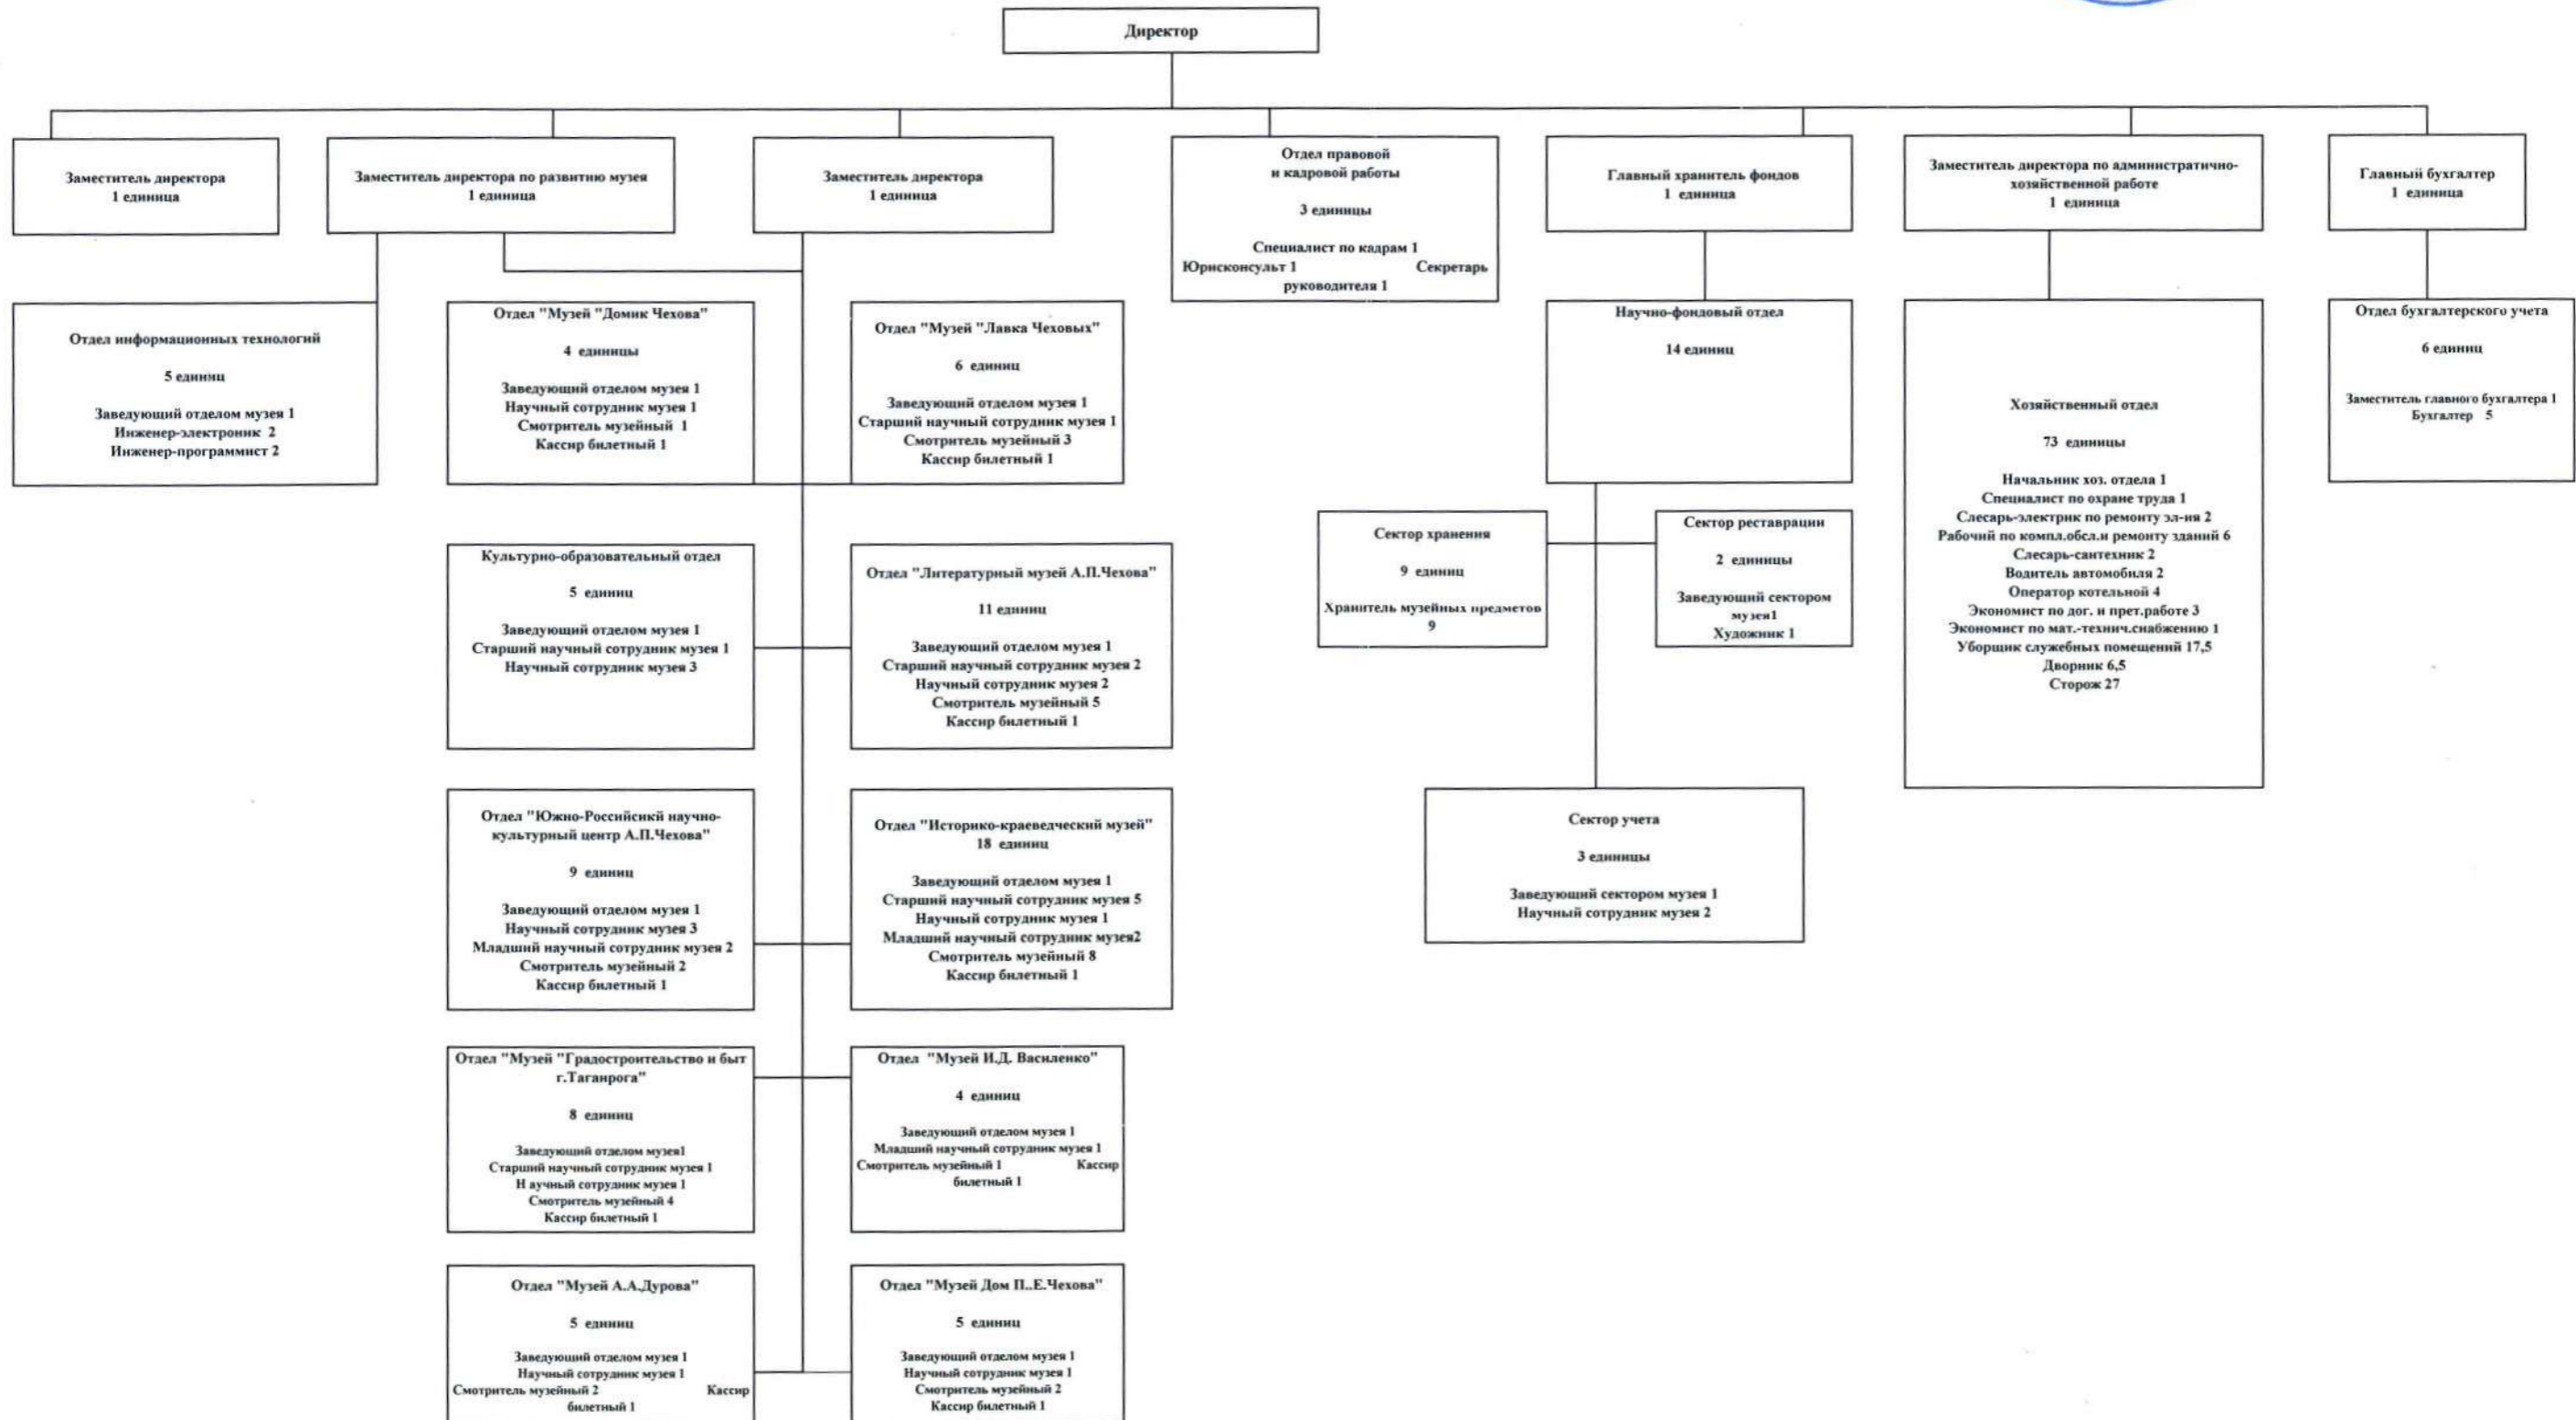 Директор
Заместитель директора
1 единица
Заместитель директора по развитию музея
1 единица
Заместитель директора
1 единица
Отдел правовой
и кадровой работы
3 единицы
Специалист по кадрам 1
Юрисконсульт 1 Секретарь
руководителя 1
Главный хранитель фондов
1 единица
Заместитель директора по административно-
хозяйственной работе
1 единица
Главный бухгалтер
1 единица
Отдел информационных технологий
5 единиц
Заведующий отделом музея 1
Инженер-электроник 2
Инженер-программист 2
Отдел "Музей "Домик Чехова"
4 единицы
Заведующий отделом музея 1
Научный сотрудник музея 1
Смотритель музейный 1
Кассир билетный 1
Отдел "Музей "Лавка Чеховых"
6 единиц
Заведующий отделом музея 1
Старший научный сотрудник музея 1
Смотритель музейный 3
Кассир билетный 1
Научно-фондовый отдел
14 единиц
Хозяйственный отдел
73 единицы
Начальник хоз. отдела 1
Специалист по охране труда 1
Слесарь-электрик по ремонту эл-ия 2
Рабочий по компл.обсл.и ремонту зданий 6
Слесарь-сантехник 2
Водитель автомобиля 2
Оператор котельной 4
Экономист по дог. и прет.работе 3
Экономист по мат.-технич.снабжению 1
Уборщик служебных помещений 17,5
Дворник 6,5
Сторож 27
Отдел бухгалтерского учета
6 единиц
Заместитель главного бухгалтера 1
Бухгалтер 5
Сектор хранения
9 единиц
Хранитель музейных предметов
9
Сектор реставрации
2 единицы
Заведующий сектором
музея1
Художник 1
Культурно-образовательный отдел
5 единиц
Заведующий отделом музея 1
Старший научный сотрудник музея 1
Научный сотрудник музея 3
Отдел "Литературный музей А.П.Чехова"
11 единиц
Заведующий отделом музея 1
Старший научный сотрудник музея 2
Научный сотрудник музея 2
Смотритель музейный 5
Кассир билетный 1
Отдел "Южно-Российсикй научно-
культурный центр А.П.Чехова"
9 единиц
Заведующий отделом музея 1
Научный сотрудник музея 3
Младший научный сотрудник музея 2
Смотритель музейный 2
Кассир билетный 1
Отдел "Историко-краеведческий музей"
18 единиц
Заведующий отделом музея 1
Старший научный сотрудник музея 5
Научный сотрудник музея 1
Младший научный сотрудник музея2
Смотритель музейный 8
Кассир билетный 1
Сектор учета
3 единицы
Заведующий сектором музея 1
Научный сотрудник музея 2
Отдел "Музей "Градостроительство и быт
г.Таганрога"
8 единиц
Заведующий отделом музея1
Старший научный сотрудник музея 1
Н аучный сотрудник музея 1
Смотритель музейный 4
Кассир билетный 1
Отдел "Музей И.Д. Василенко"
4 единиц
Заведующий отделом музея 1
Младший научный сотрудник музея 1
Смотритель музейный 1 Кассир
билетный 1
Отдел "Музей А.А.Дурова"
5 единиц
Заведующий отделом музея 1
Научный сотрудник музея 1
Смотритель музейный 2 Кассир
билетный 1
Отдел "Музей Дом П..Е.Чехова"
5 единиц
Заведующий отделом музея 1
Научный сотрудник музея 1
Смотритель музейный 2
Кассир билетный 1